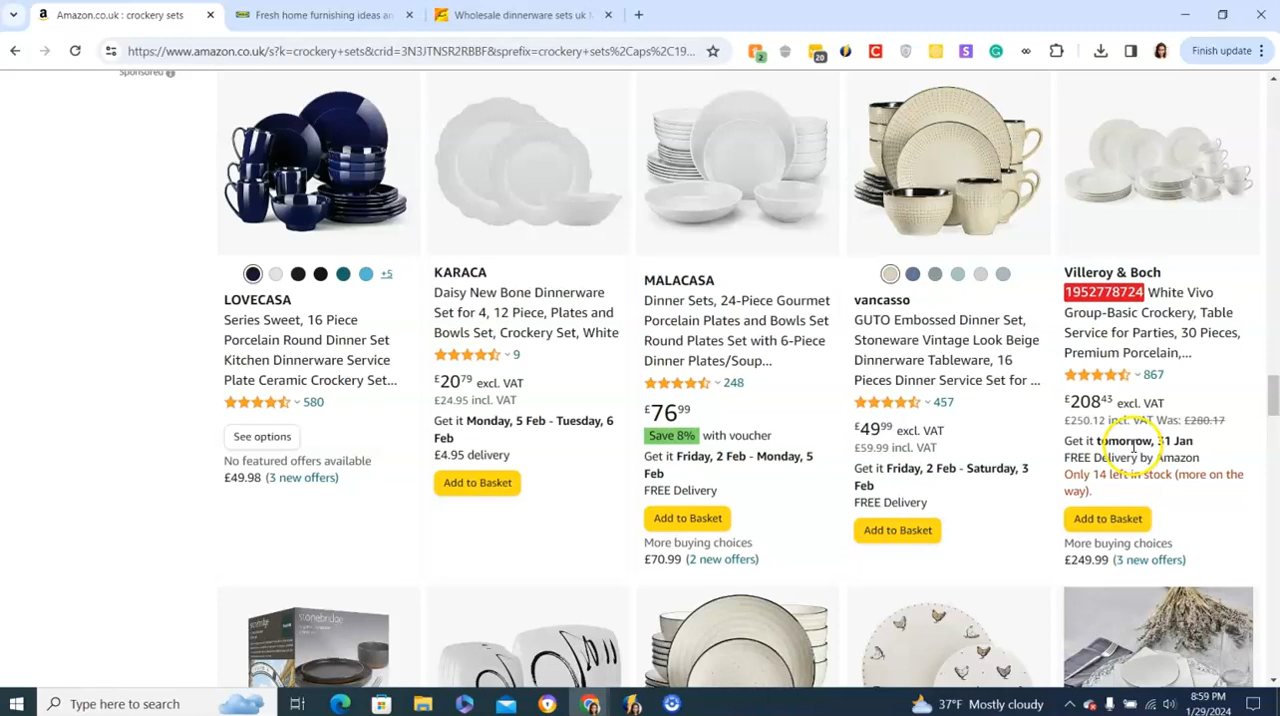 Amazon.co.uk : crockery sets
Fresh home furnishing ideas an
Wholesale dinnerware sets uk
https://www.amazon.co.uk/s?k=crockery+sets&crid=3N3JTNSR2RBBF&sprefix=crockery+sets%2Caps%2C19...
2
20
Finish update
Sponsored
LOVECASA
Series Sweet, 16 Piece
Porcelain Round Dinner Set
Kitchen Dinnerware Service
Plate Ceramic Crockery Set...
580
See options
No featured offers available
£49.98 (3 new offers)
+5
KARACA
Daisy New Bone Dinnerware
Set for 4, 12 Piece, Plates and
Bowls Set, Crockery Set, White
9
£20.79 excl. VAT
£24.95 incl. VAT
Get it Monday, 5 Feb - Tuesday, 6
Feb
£4.95 delivery
Add to Basket
MALACASA
Dinner Sets, 24-Piece Gourmet
Porcelain Plates and Bowls Set
Round Plates Set with 6-Piece
Dinner Plates/Soup...
248
£76.99
Save 8% with voucher
Get it Friday, 2 Feb - Monday, 5
Feb
FREE Delivery
Add to Basket
More buying choices
£70.99 (2 new offers)
vancasso
GUTO Embossed Dinner Set,
Stoneware Vintage Look Beige
Dinnerware Tableware, 16
Pieces Dinner Service Set for ...
457
£49.99 excl. VAT
£59.99 incl. VAT
Get it Friday, 2 Feb - Saturday, 3
Feb
FREE Delivery
Add to Basket
Villeroy & Boch
1952778724 White Vivo
Group-Basic Crockery, Table
Service for Parties, 30 Pieces,
Premium Porcelain,...
867
£208.43 excl. VAT
£250.12 incl. VAT Was: £280.17
Get it tomorrow, 31 Jan
FREE Delivery by Amazon
Only 14 left in stock (more on the
way).
Add to Basket
More buying choices
£249.99 (3 new offers)
stonebridge
Type here to search
37°F Mostly cloudy
8:59 PM
1/29/2024